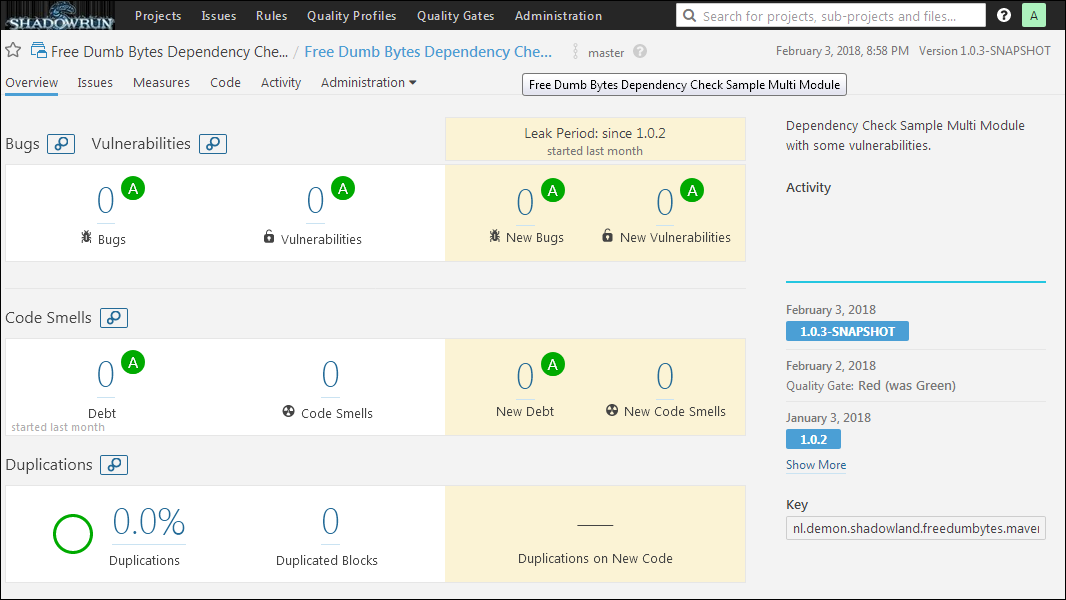 SHADOWRUN
Projects Issues Rules Quality Profiles Quality Gates Administration Search for projects, sub-projects and files... ? A
Free Dumb Bytes Dependency Che... / Free Dumb Bytes Dependency Che... master ? February 3, 2018, 8:58 PM Version 1.0.3-SNAPSHOT
Overview Issues Measures Code Activity Administration
Free Dumb Bytes Dependency Check Sample Multi Module
Bugs Vulnerabilities
Leak Period: since 1.0.2
started last month
0 A 0 A 0 A 0 A
Bugs Vulnerabilities New Bugs New Vulnerabilities
Code Smells
0 A 0 0 A 0
Debt Code Smells New Debt New Code Smells
started last month
Duplications
0.0% 0
Duplications Duplicated Blocks Duplications on New Code
Dependency Check Sample Multi Module
with some vulnerabilities.
Activity
February 3, 2018
1.0.3-SNAPSHOT
February 2, 2018
Quality Gate: Red (was Green)
January 3, 2018
1.0.2
Show More
Key
nl.demon.shadowland.freedumbytes.maver